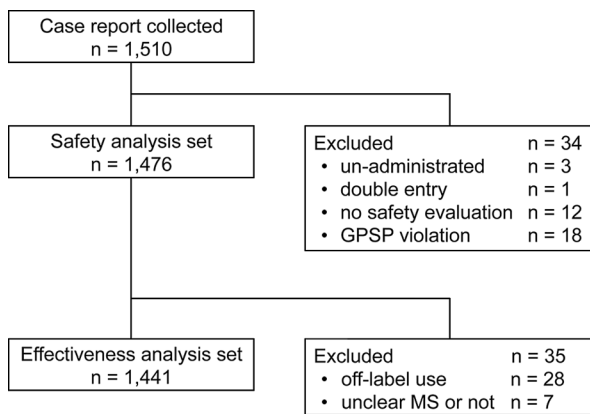 Case report collected
n = 1,510
Safety analysis set
n = 1,476
Excluded n = 34
• un-administrated n = 3
• double entry n = 1
• no safety evaluation n = 12
• GPSP violation n = 18
Effectiveness analysis set
n = 1,441
Excluded n = 35
• off-label use n = 28
• unclear MS or not n = 7